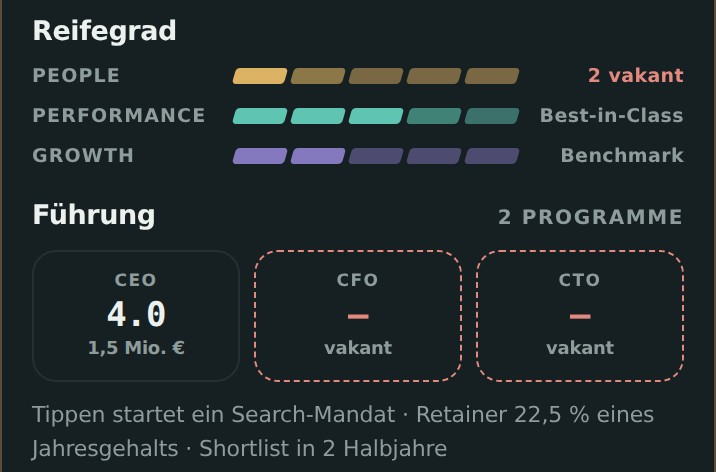 Reifegrad
PEOPLE 2 vakant
PERFORMANCE Best-in-Class
GROWTH Benchmark
Führung 2 PROGRAMME
CEO CFO CTO
4.0 — —
1,5 Mio. € vakant vakant
Tippen startet ein Search-Mandat · Retainer 22,5 % eines
Jahresgehalts · Shortlist in 2 Halbjahre